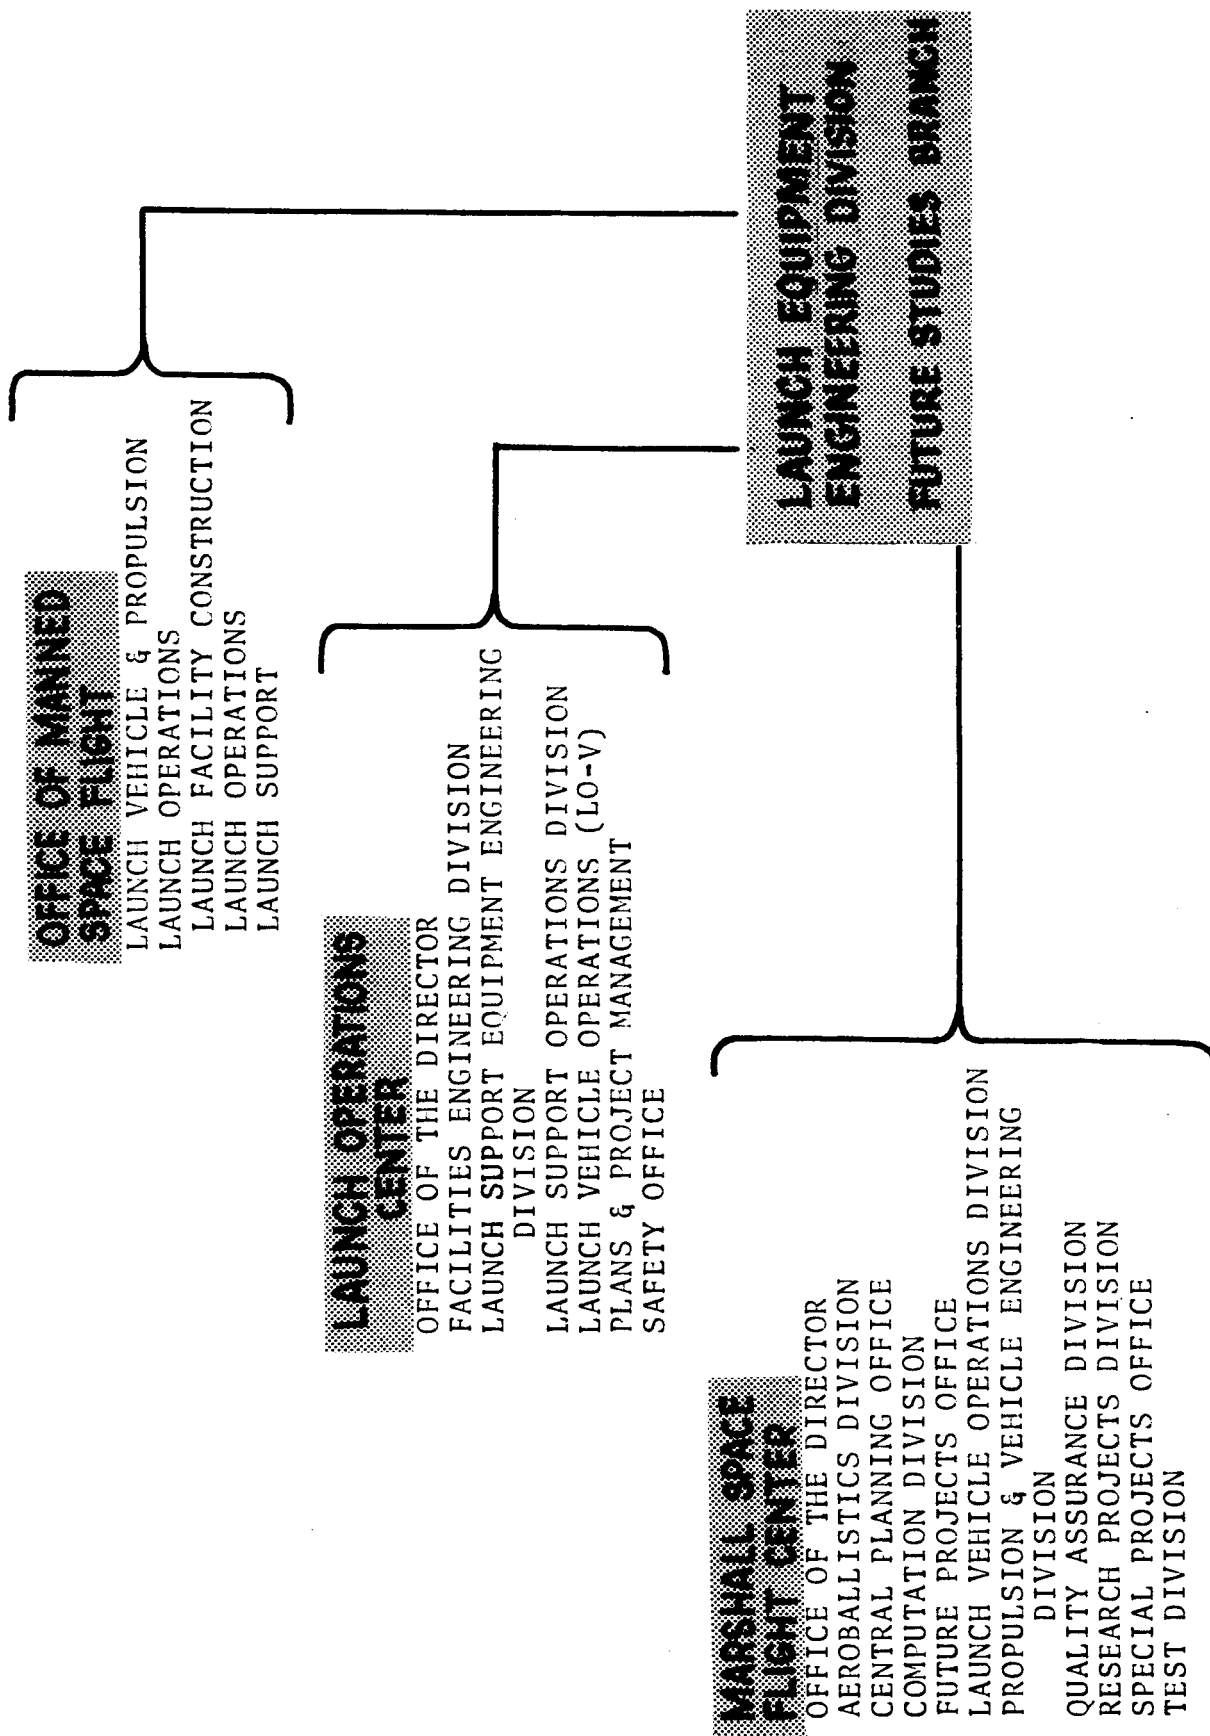 OFFICE OF MANNED
SPACE FLIGHT
LAUNCH VEHICLE & PROPULSION
LAUNCH OPERATIONS
LAUNCH FACILITY CONSTRUCTION
LAUNCH OPERATIONS
LAUNCH SUPPORT
LAUNCH OPERATIONS
CENTER
OFFICE OF THE DIRECTOR
FACILITIES ENGINEERING DIVISION
LAUNCH SUPPORT EQUIPMENT ENGINEERING
DIVISION
LAUNCH SUPPORT OPERATIONS DIVISION
LAUNCH VEHICLE OPERATIONS (LO-V)
PLANS & PROJECT MANAGEMENT
SAFETY OFFICE
MARSHALL SPACE
FLIGHT CENTER
OFFICE OF THE DIRECTOR
AEROBALLISTICS DIVISION
CENTRAL PLANNING OFFICE
COMPUTATION DIVISION
FUTURE PROJECTS OFFICE
LAUNCH VEHICLE OPERATIONS DIVISION
PROPULSION & VEHICLE ENGINEERING
DIVISION
QUALITY ASSURANCE DIVISION
RESEARCH PROJECTS DIVISION
SPECIAL PROJECTS OFFICE
TEST DIVISION
LAUNCH EQUIPMENT
ENGINEERING DIVISION
FUTURE STUDIES BRANCH